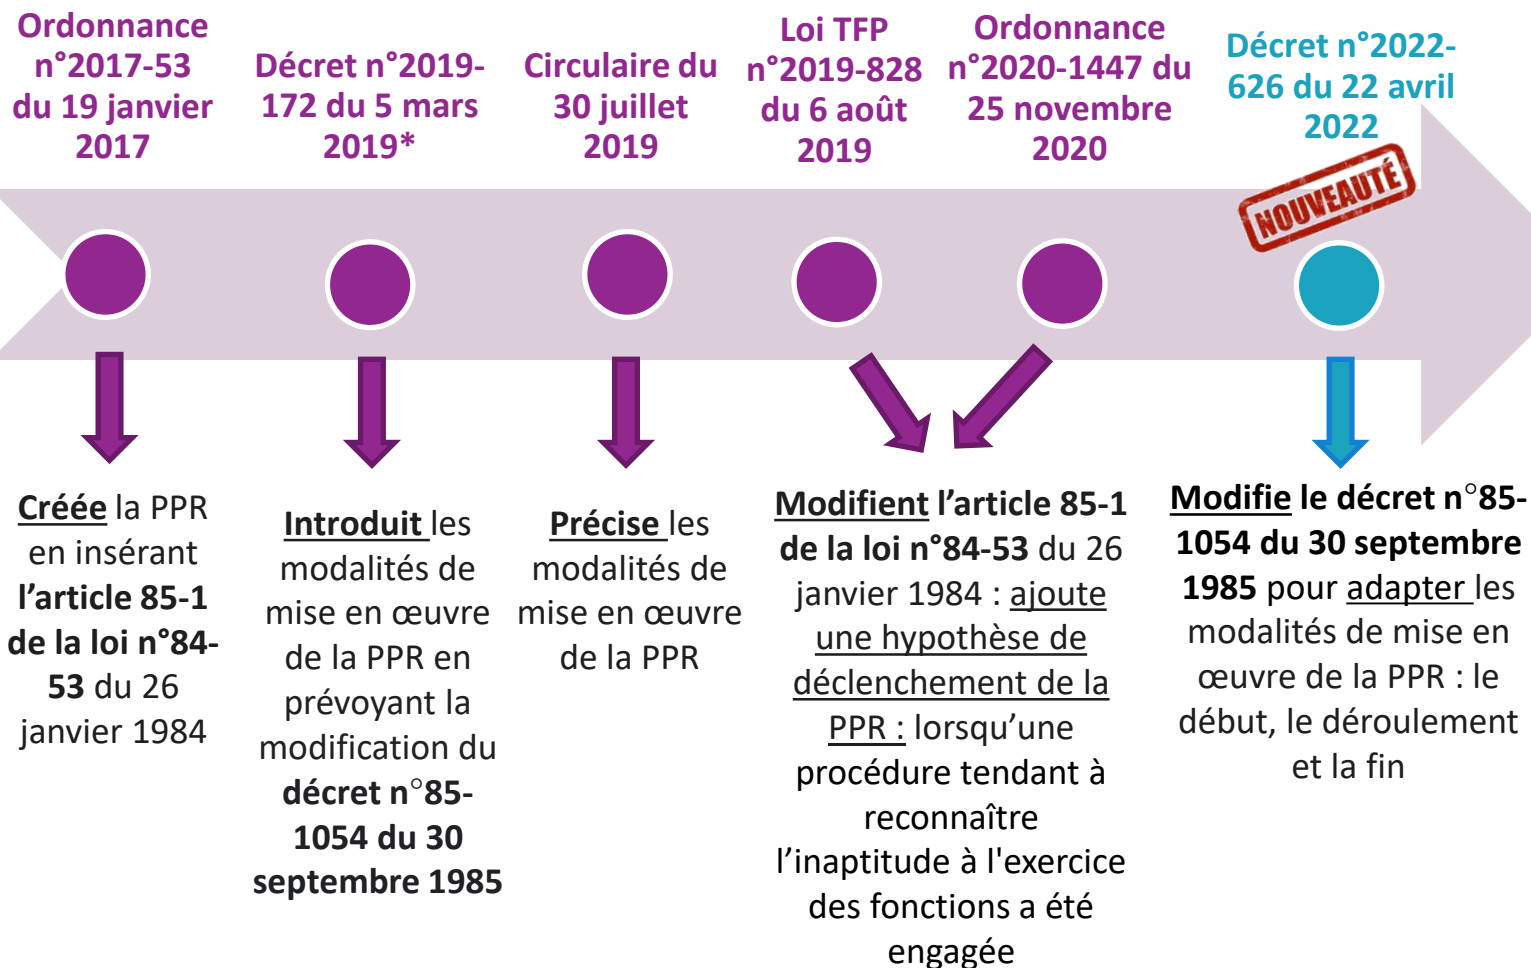 Ordonnance
n°2017-53
du 19 janvier
2017
Décret n°2019-
172 du 5 mars
2019*
Circulaire du
30 juillet
2019
Loi TFP
n°2019-828
du 6 août
2019
Ordonnance
n°2020-1447 du
25 novembre
2020
Décret n°2022-
626 du 22 avril
2022
NOUVEAUTÉ
Créée la PPR
en insérant
l’article 85-1
de la loi n°84-
53 du 26
janvier 1984
Introduit les
modalités de
mise en œuvre
de la PPR en
prévoyant la
modification du
décret n°85-
1054 du 30
septembre 1985
Précise les
modalités de
mise en œuvre
de la PPR
Modifient l’article 85-1
de la loi n°84-53 du 26
janvier 1984 : ajoute
une hypothèse de
déclenchement de la
PPR : lorsqu’une
procédure tendant à
reconnaître
l’inaptitude à l'exercice
des fonctions a été
engagée
Modifie le décret n°85-
1054 du 30 septembre
1985 pour adapter les
modalités de mise en
œuvre de la PPR : le
début, le déroulement
et la fin